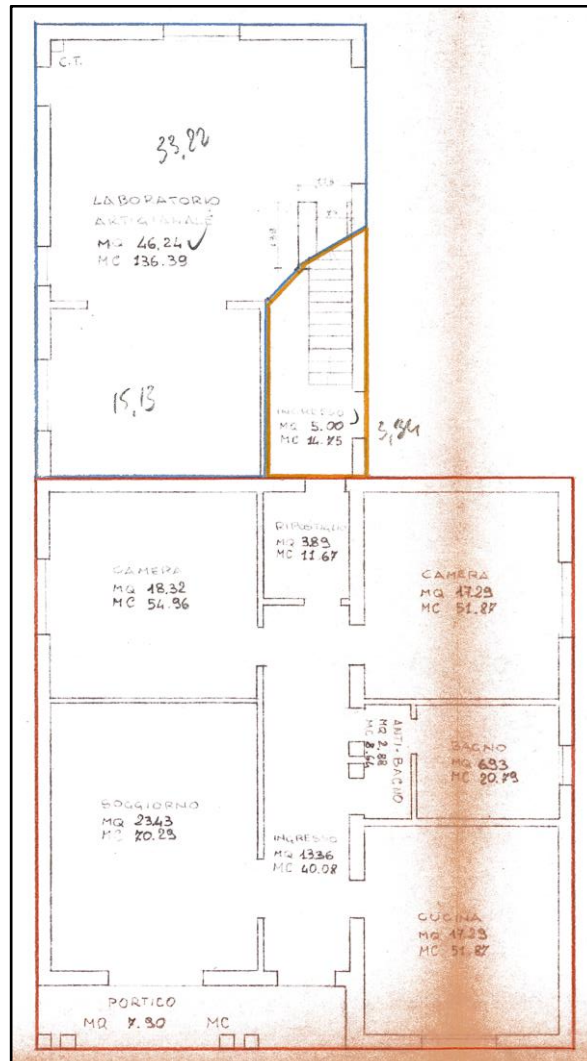 C.T.
33,22
LABORATORIO
ARTIGIANALE
MQ 46.24
MC 136.39
15,13
INGRESSO
MQ 5.00
MC 14.75
RIPOSTIGLIO
MQ 3.89
MC 11.67
CAMERA
MQ 18.32
MC 54.96
CAMERA
MQ 17.29
MC 51.87
ANTI-BAGNO
MQ 2.88
MC 8.64
BAGNO
MQ 6.93
MC 20.79
SOGGIORNO
MQ 23.43
MC 70.29
INGRESSO
MQ 13.36
MC 40.08
CUCINA
MQ 17.29
MC 51.87
PORTICO
MQ 7.90 MC